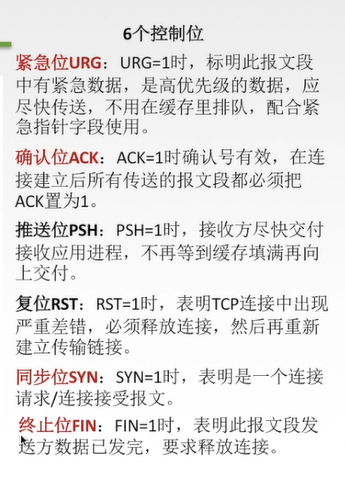 6个控制位
紧急位URG：URG=1时，标明此报文段
中有紧急数据，是高优先级的数据，应
尽快传送，不用在缓存里排队，配合紧
急指针字段使用。
确认位ACK：ACK=1时确认号有效，在连
接建立后所有传送的报文段都必须把
ACK置为1。
推送位PSH：PSH=1时，接收方尽快交付
接收应用进程，不再等到缓存填满再向
上交付。
复位RST：RST=1时，表明TCP连接中出现
严重差错，必须释放连接，然后再重新
建立传输链接。
同步位SYN：SYN=1时，表明是一个连接
请求/连接接受报文。
终止位FIN：FIN=1时，表明此报文段发
送方数据已发完，要求释放连接。